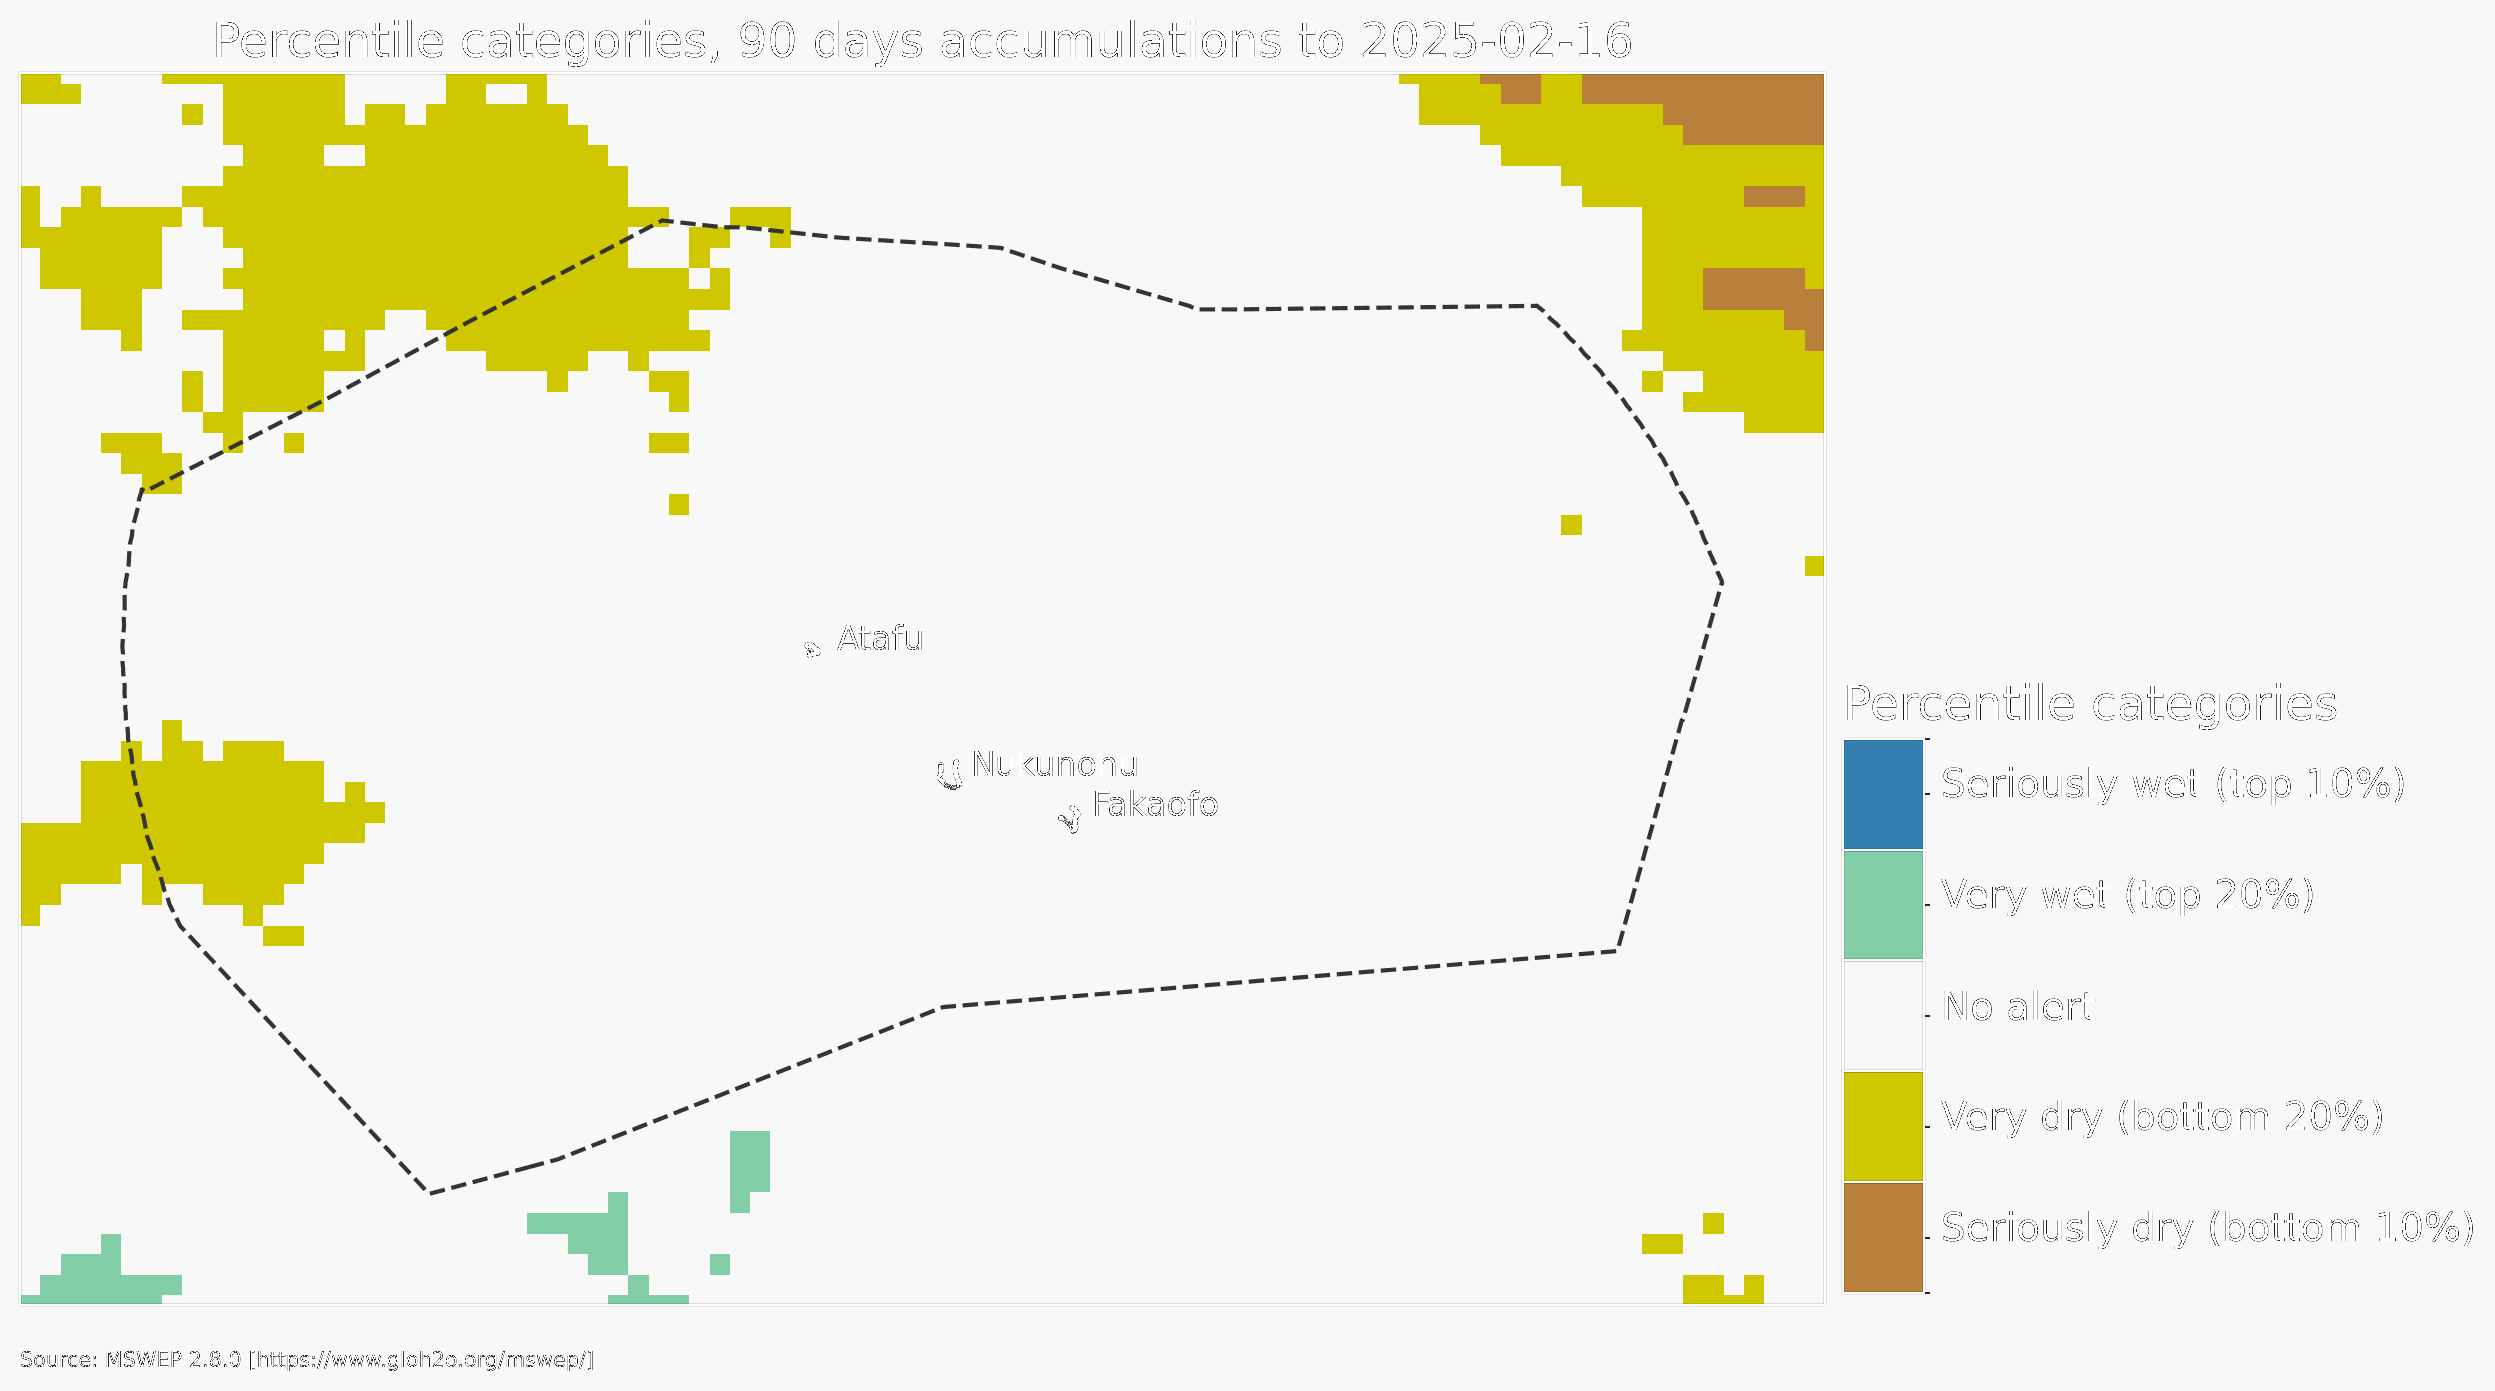 Percentile categories, 90 days accumulations to 2025-02-16
Atafu
Nukunonu
Fakaofo
Percentile categories
Seriously wet (top 10%)
Very wet (top 20%)
No alert
Very dry (bottom 20%)
Seriously dry (bottom 10%)
Source: MSWEP 2.8.0 [https://www.gloh2o.org/mswep/]